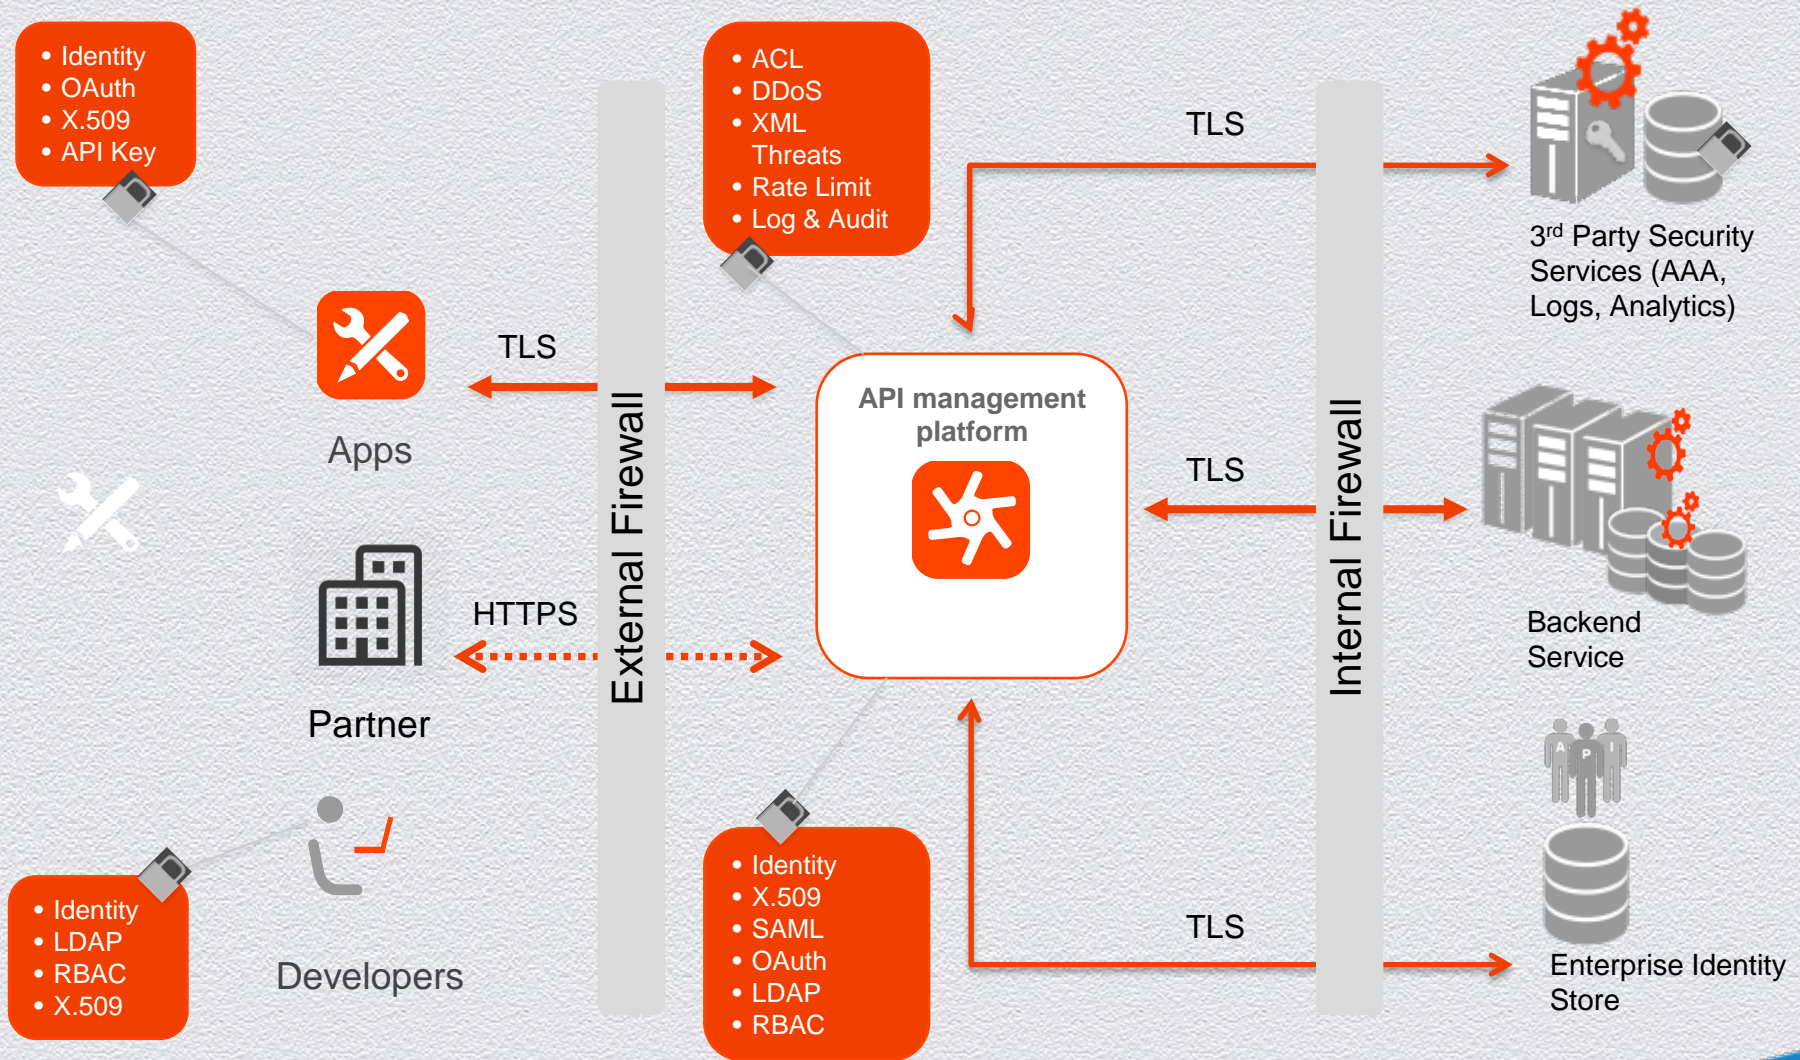 • Identity
• OAuth
• X.509
• API Key
• ACL
• DDoS
• XML
Threats
• Rate Limit
• Log & Audit
TLS
3rd Party Security
Services (AAA,
Logs, Analytics)
TLS
Apps
External Firewall
API management
platform
TLS
Internal Firewall
Backend
Service
HTTPS
Partner
A P I
• Identity
• LDAP
• RBAC
• X.509
Developers
• Identity
• X.509
• SAML
• OAuth
• LDAP
• RBAC
TLS
Enterprise Identity
Store